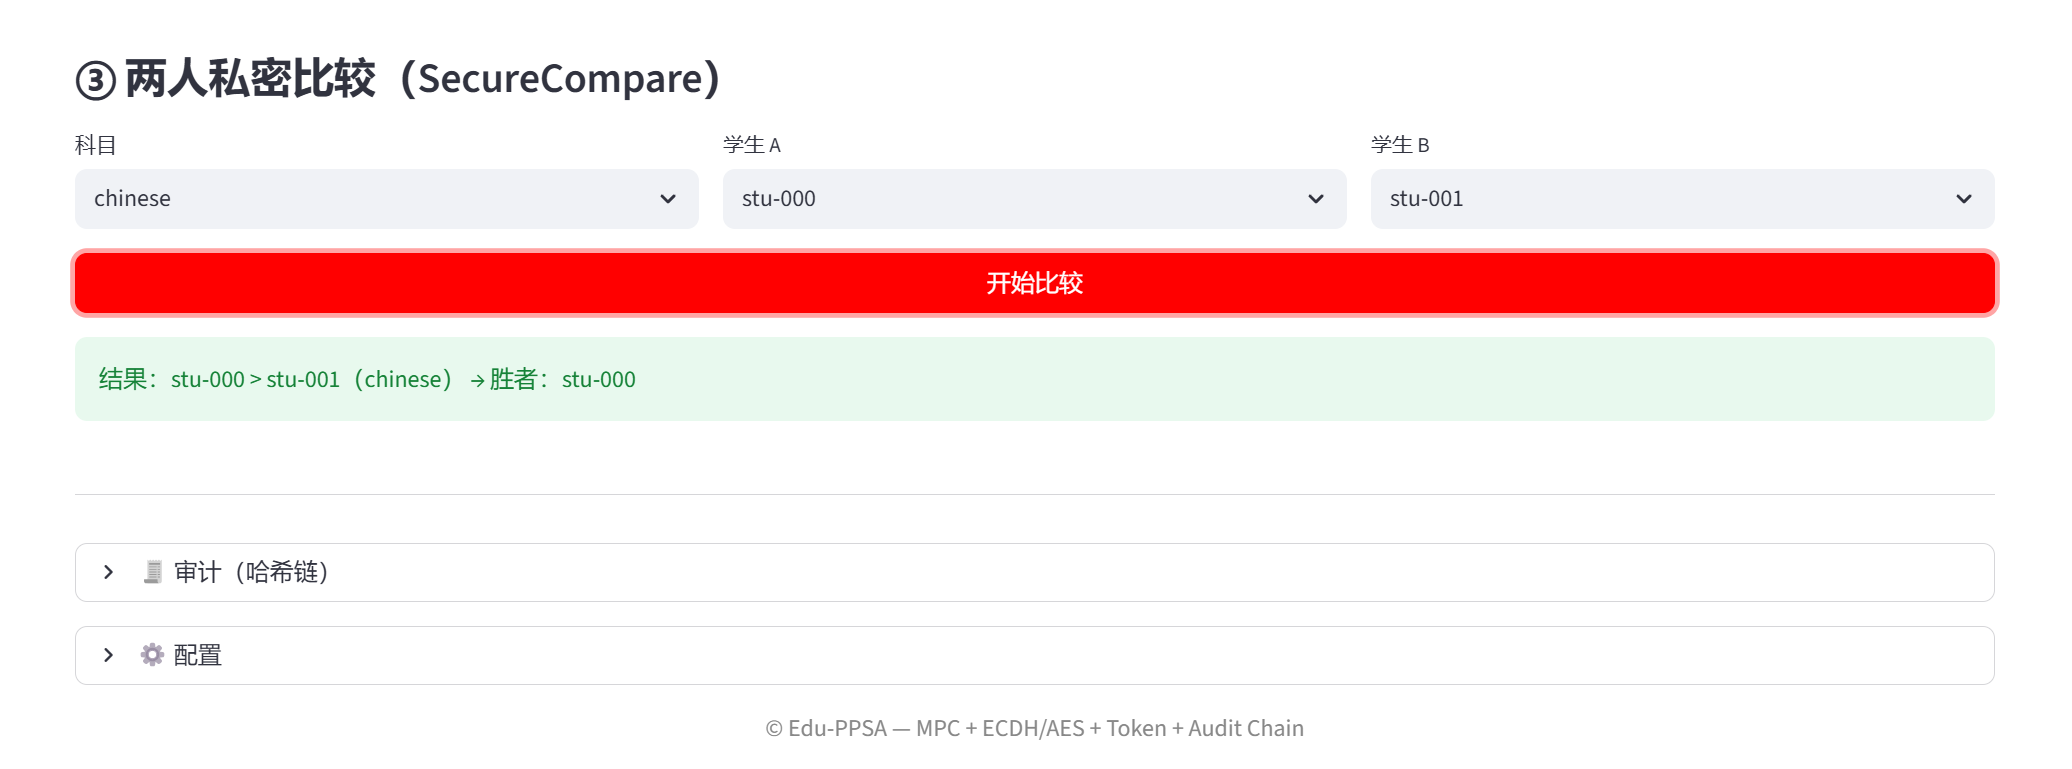 ③ 两人私密比较（SecureCompare）
科目
学生 A
学生 B
chinese
stu-000
stu-001
开始比较
结果：stu-000 > stu-001（chinese） → 胜者：stu-000
审计（哈希链）
配置
© Edu-PPSA — MPC + ECDH/AES + Token + Audit Chain